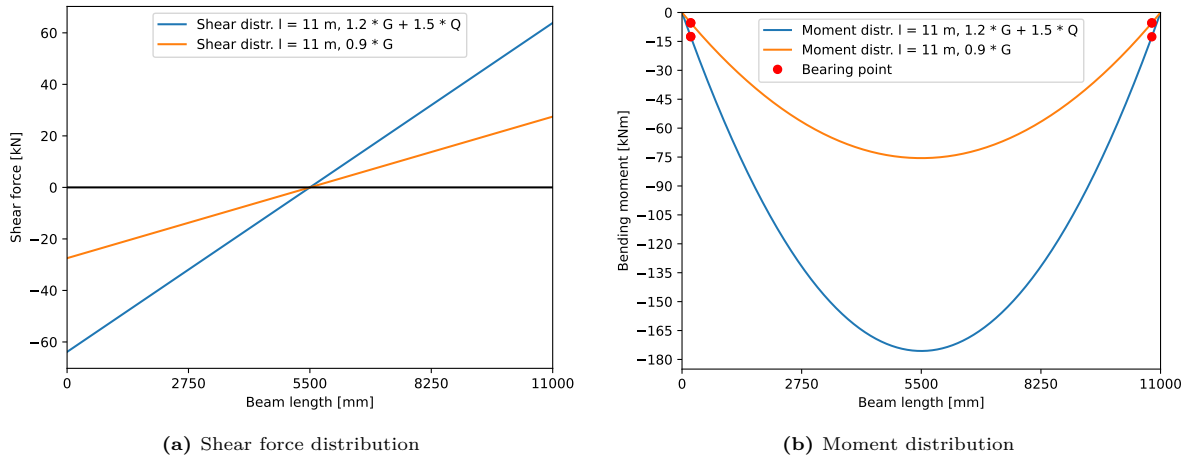 Shear distr. l = 11 m, 1.2 * G + 1.5 * Q
Shear distr. l = 11 m, 0.9 * G
60
40
20
0
−20
−40
−60
Shear force [kN]
0 2750 5500 8250 11000
Beam length [mm]
(a) Shear force distribution
Moment distr. l = 11 m, 1.2 * G + 1.5 * Q
Moment distr. l = 11 m, 0.9 * G
Bearing point
0
−15
−30
−45
−60
−75
−90
−105
−120
−135
−150
−165
−180
Bending moment [kNm]
0 2750 5500 8250 11000
Beam length [mm]
(b) Moment distribution